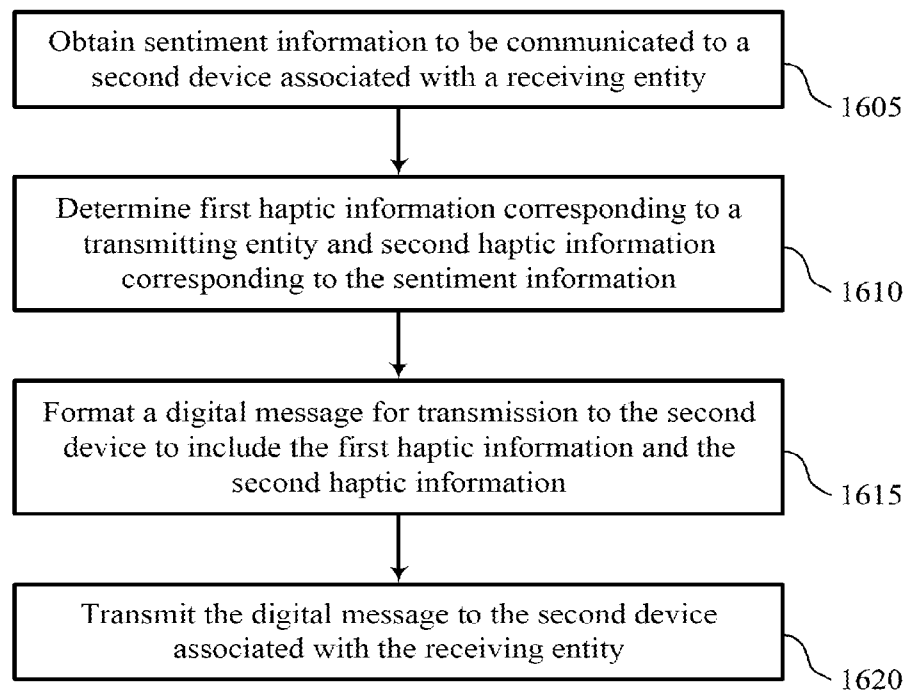 Obtain sentiment information to be communicated to a
second device associated with a receiving entity
1605
Determine first haptic information corresponding to a
transmitting entity and second haptic information
corresponding to the sentiment information
1610
Format a digital message for transmission to the second
device to include the first haptic information and the
second haptic information
1615
Transmit the digital message to the second device
associated with the receiving entity
1620